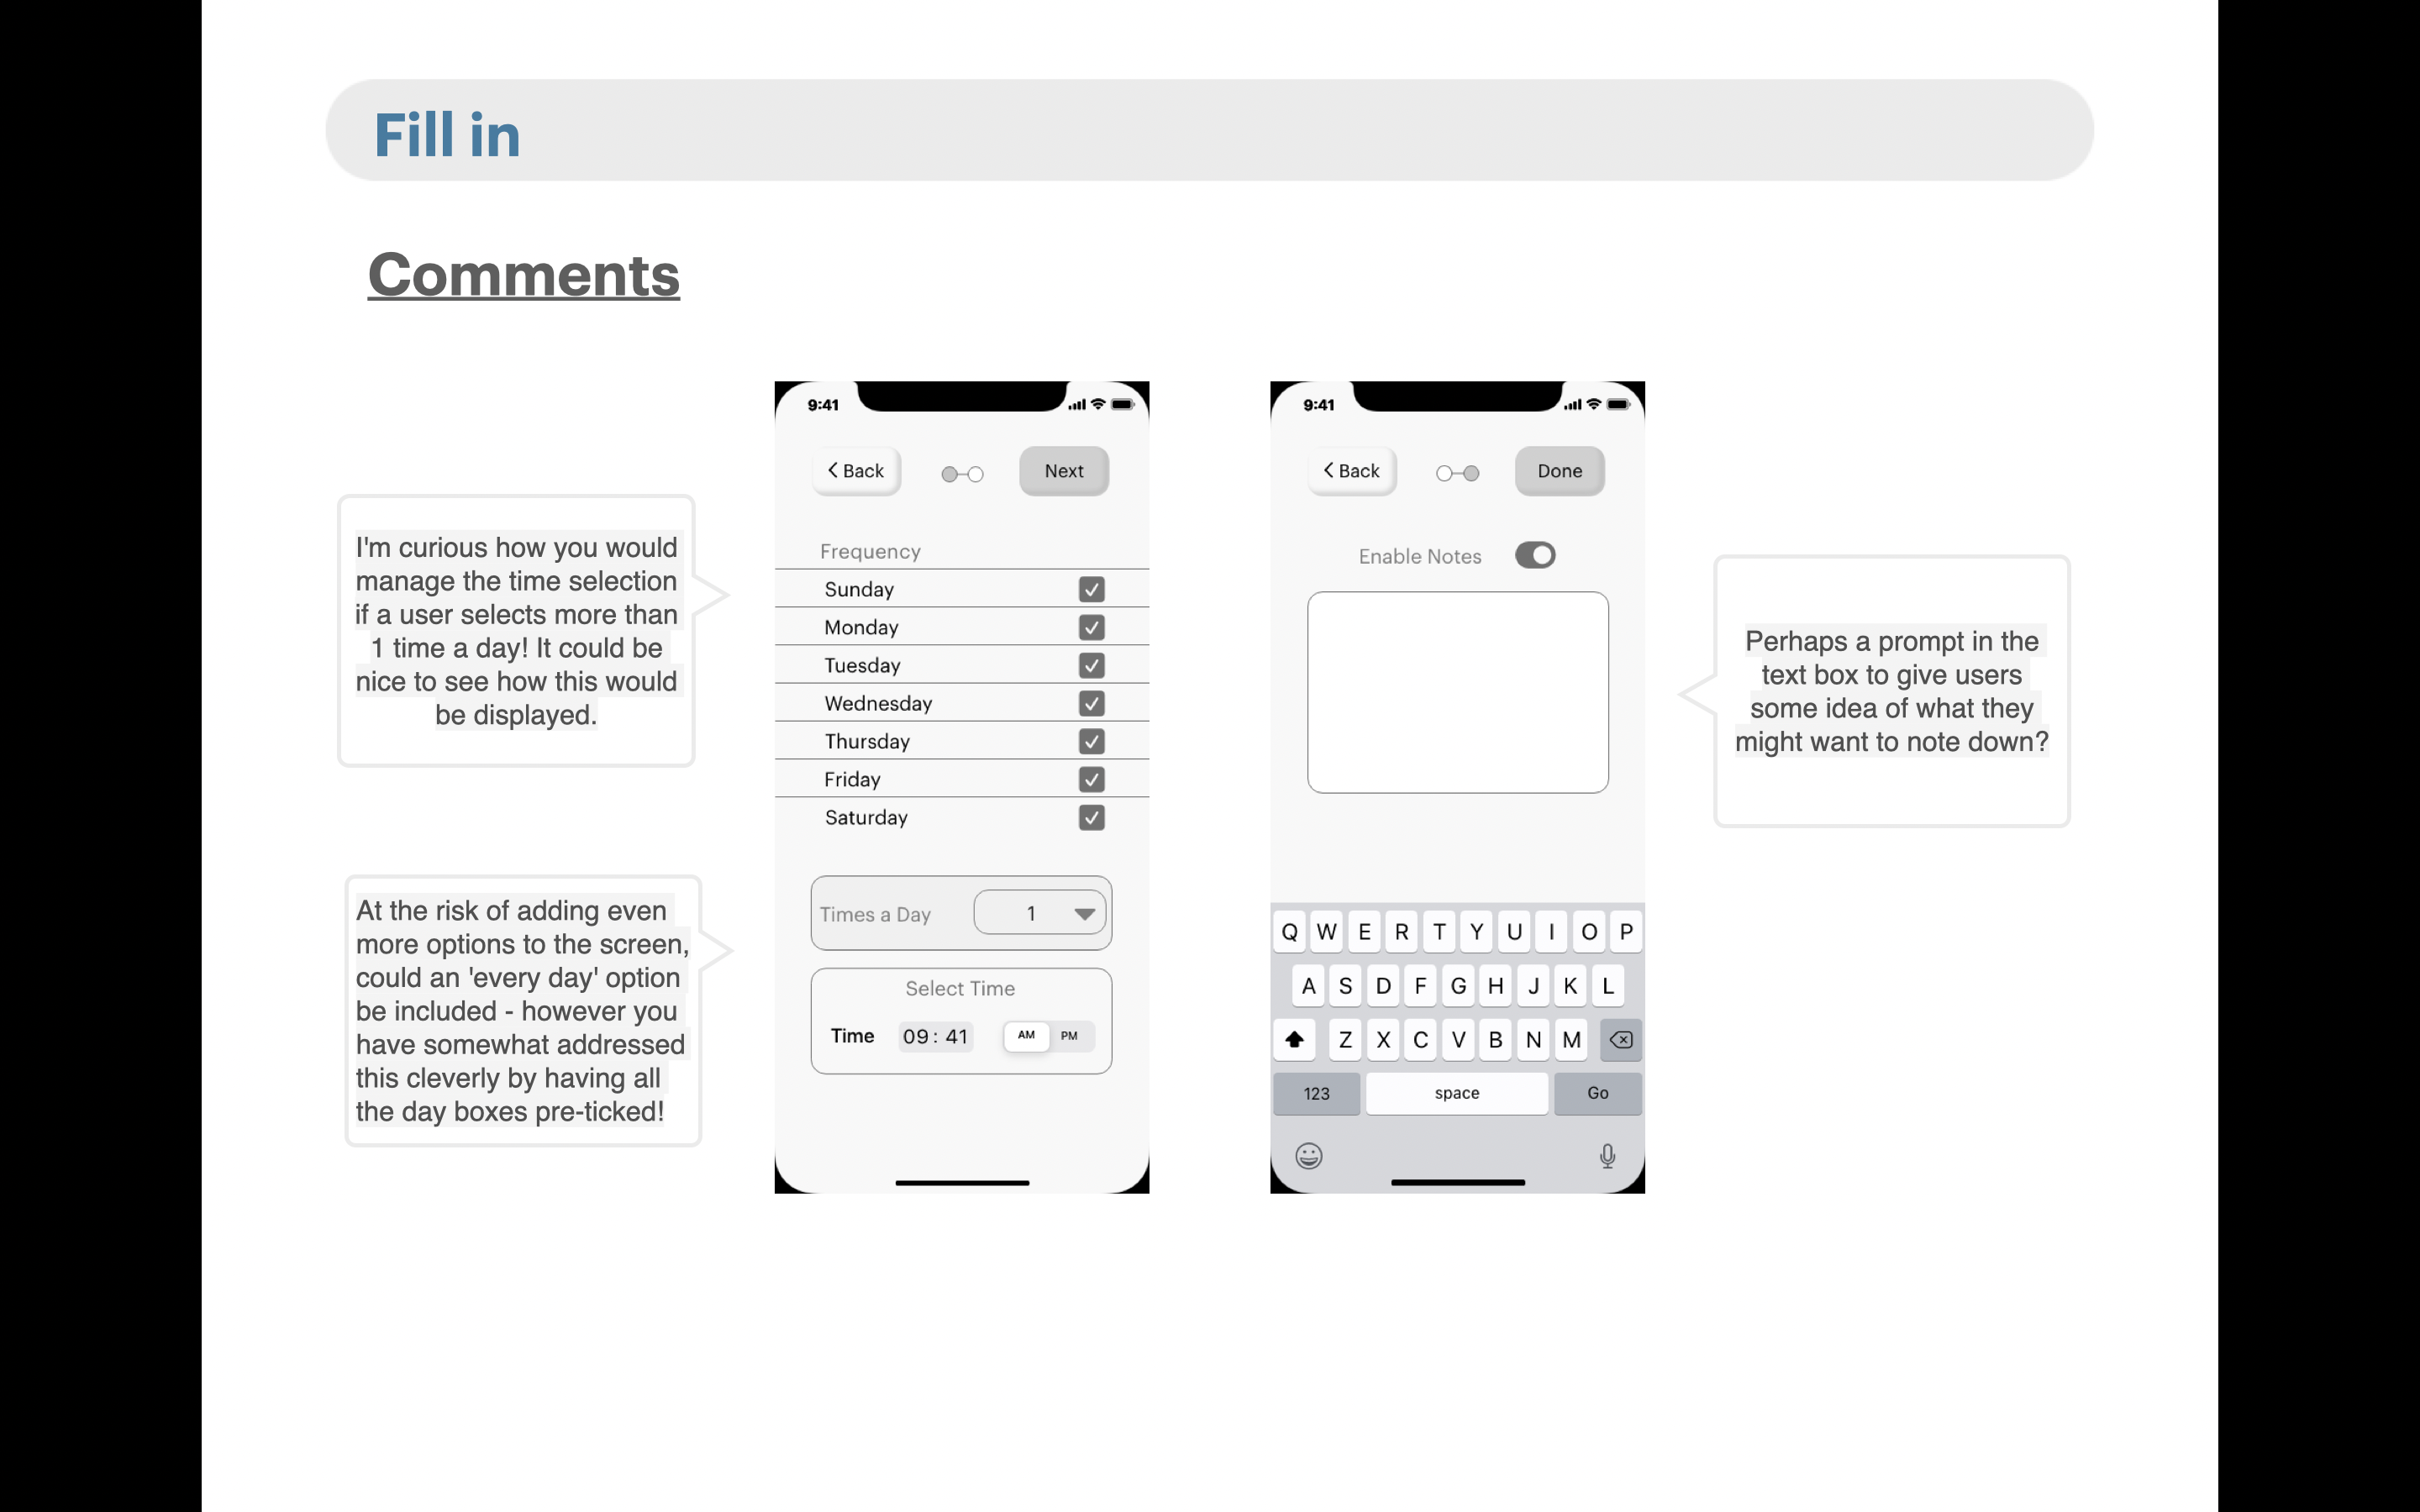 Fill in
Comments
I'm curious how you would
manage the time selection
if a user selects more than
1 time a day! It could be
nice to see how this would
be displayed.
At the risk of adding even
more options to the screen,
could an 'every day' option
be included - however you
have somewhat addressed
this cleverly by having all
the day boxes pre-ticked!
9:41
Back
Next
Frequency
Sunday
Monday
Tuesday
Wednesday
Thursday
Friday
Saturday
Times a Day 1
Select Time
Time 09: 41 AM PM
9:41
Back
Done
Enable Notes
Q W E R T Y U I O P
A S D F G H J K L
Z X C V B N M
123 space Go
Perhaps a prompt in the
text box to give users
some idea of what they
might want to note down?